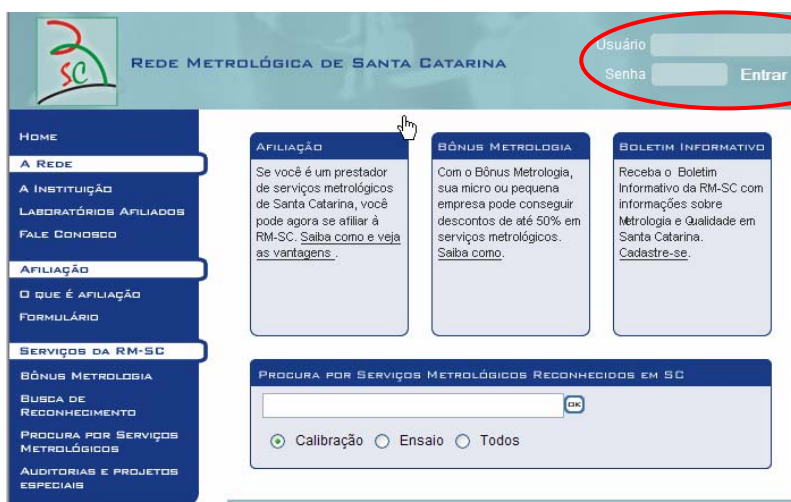 SC
REDE METROLÓGICA DE SANTA CATARINA
Usuário
Senha Entrar
HOME
A REDE
A INSTITUIÇÃO
LABORATÓRIOS AFILIADOS
FALE CONOSCO
AFILIAÇÃO
O QUE É AFILIAÇÃO
FORMULÁRIO
SERVIÇOS DA RM-SC
BÔNUS METROLOGIA
BUSCA DE
RECONHECIMENTO
PROCURA POR SERVIÇOS
METROLÓGICOS
AUDITORIAS E PROJETOS
ESPECIAIS
AFILIAÇÃO
Se você é um prestador
de serviços metrológicos
de Santa Catarina, você
pode agora se afiliar à
RM-SC. Saiba como e veja
as vantagens .
BÔNUS METROLOGIA
Com o Bônus Metrologia,
sua micro ou pequena
empresa pode conseguir
descontos de até 50% em
serviços metrológicos.
Saiba como.
BOLETIM INFORMATIVO
Receba o Boletim
Informativo da RM-SC com
informações sobre
Metrologia e Qualidade em
Santa Catarina.
Cadastre-se.
PROCURA POR SERVIÇOS METROLÓGICOS RECONHECIDOS EM SC
OK
Calibração Ensaio Todos